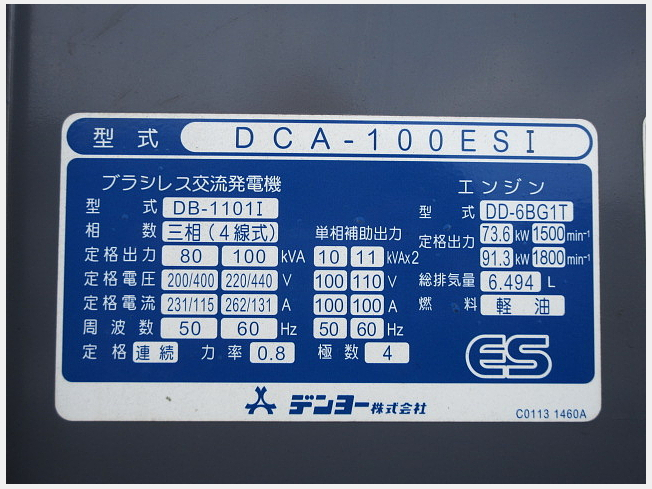 型式 DCA-100ESI
ブラシレス交流発電機
型式 DB-1101I
相数 三相(4線式) 単相補助出力
定格出力 80 100 kVA 10 11 kVAx2
定格電圧 200/400 220/440 V 100 110 V
定格電流 231/115 262/131 A 100 100 A
周波数 50 60 Hz 50 60 Hz
定格 連続 力率 0.8 極数 4
エンジン
型式 DD-6BG1T
定格出力 73.6 kW 1500 min⁻¹
91.3 kW 1800 min⁻¹
総排気量 6.494 L
燃料 軽油
ES
デンヨー株式会社
C0113 1460A